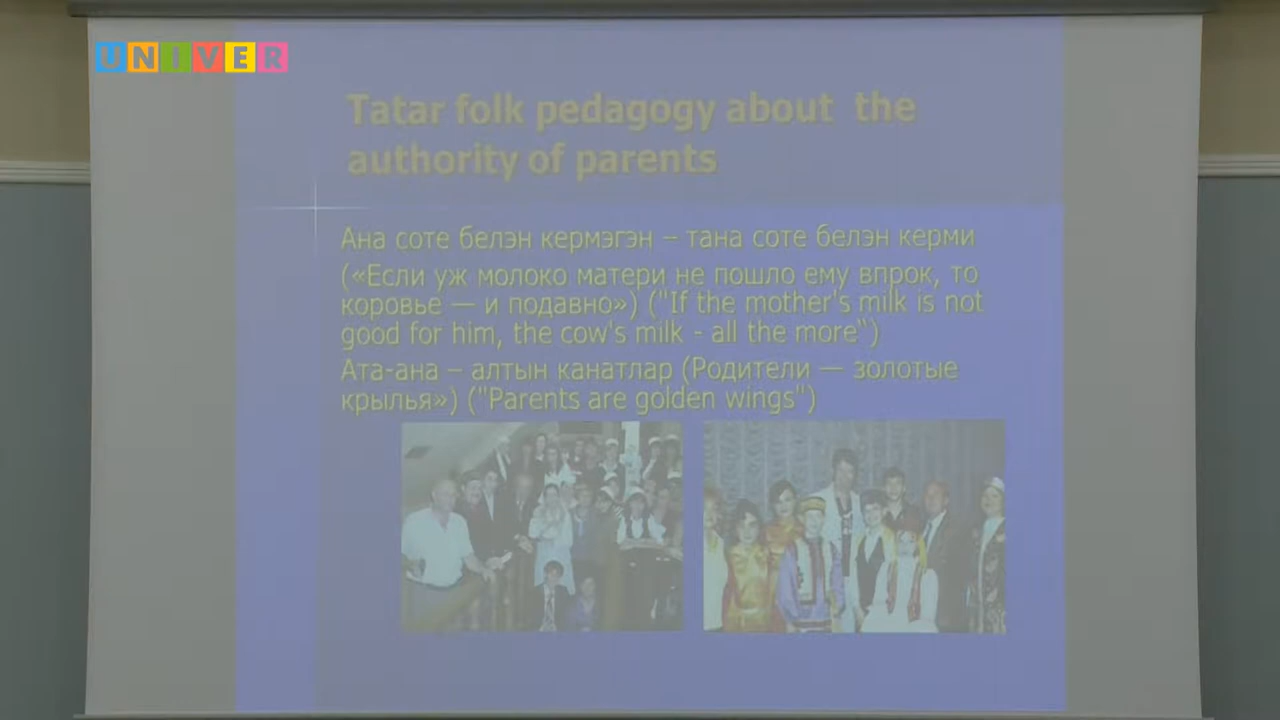 UNIVER
Tatar folk pedagogy about the
authority of parents
Ана соте белэн кермэгэн – тана соте белэн керми
(«Если уж молоко матери не пошло ему впрок, то
коровье — и подавно») ("If the mother's milk is not
good for him, the cow's milk - all the more")
Ата-ана – алтын канатлар (Родители — золотые
крылья») ("Parents are golden wings")